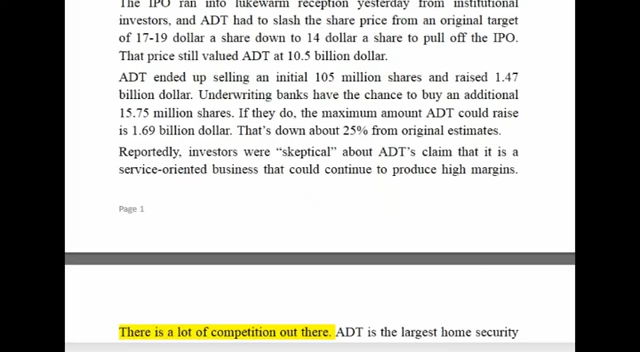 The IPO ran into lukewarm reception yesterday from institutional
investors, and ADT had to slash the share price from an original target
of 17-19 dollar a share down to 14 dollar a share to pull off the IPO.
That price still valued ADT at 10.5 billion dollar.
ADT ended up selling an initial 105 million shares and raised 1.47
billion dollar. Underwriting banks have the chance to buy an additional
15.75 million shares. If they do, the maximum amount ADT could raise
is 1.69 billion dollar. That’s down about 25% from original estimates.
Reportedly, investors were “skeptical” about ADT’s claim that it is a
service-oriented business that could continue to produce high margins.
Page 1
There is a lot of competition out there. ADT is the largest home security